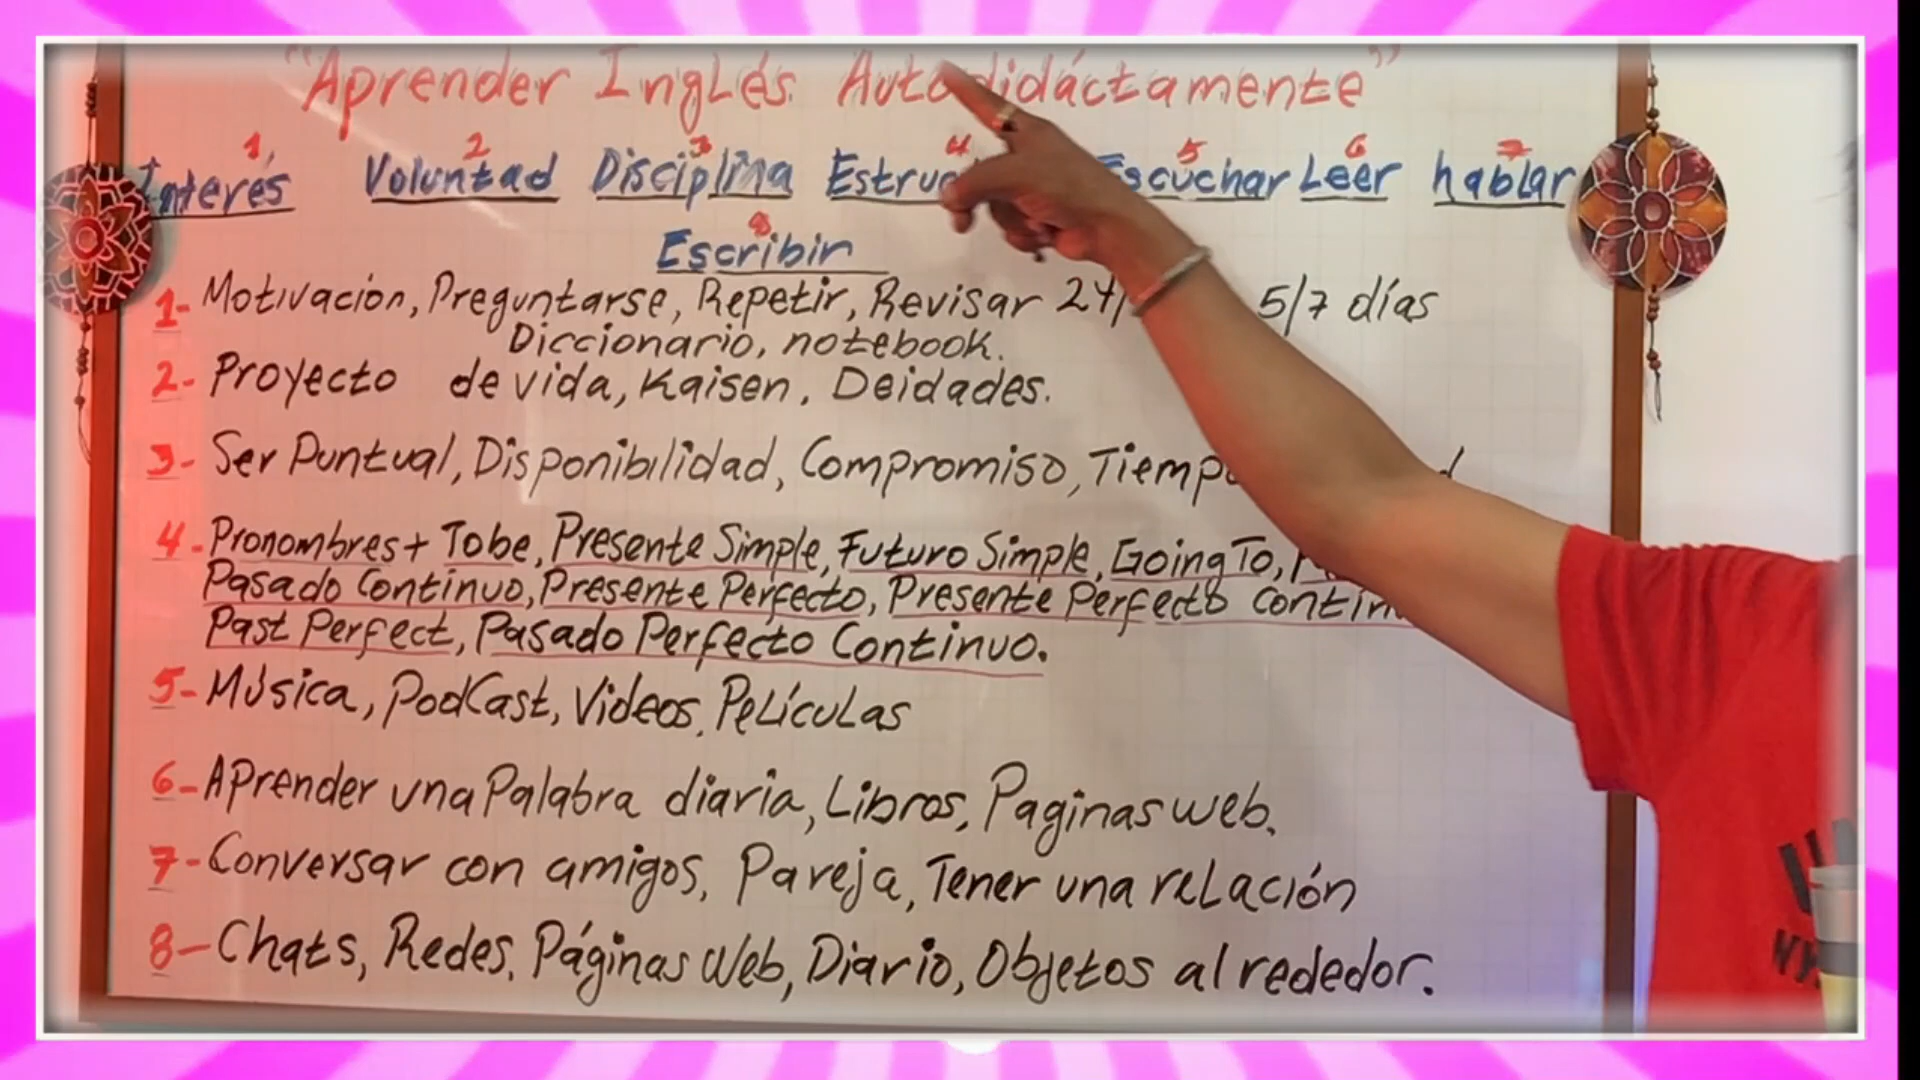 "Aprender Inglés Autodidáctamente"
1 2 3 4 5 6 7
Interés Voluntad Disciplina Escuchar Leer hablar
8
Escribir
1- Motivación, Preguntarse, Repetir, Revisar 5/7 días
Diccionario, notebook.
2- Proyecto de vida, Kaisen, Deidades.
3- Ser Puntual, Disponibilidad, Compromiso,
4- Pronombres + Tobe, Presente Simple, Futuro Simple, Going To,
Pasado Continuo, Presente Perfecto, Presente Perfecto
Past Perfect, Pasado Perfecto Continuo.
5- Música, PodCast, Videos, Películas
6- Aprender una Palabra diaria, Libros, Paginas web.
7- Conversar con amigos, Pareja, Tener una relación
8- Chats, Redes, Páginas Web, Diario, Objetos al rededor.